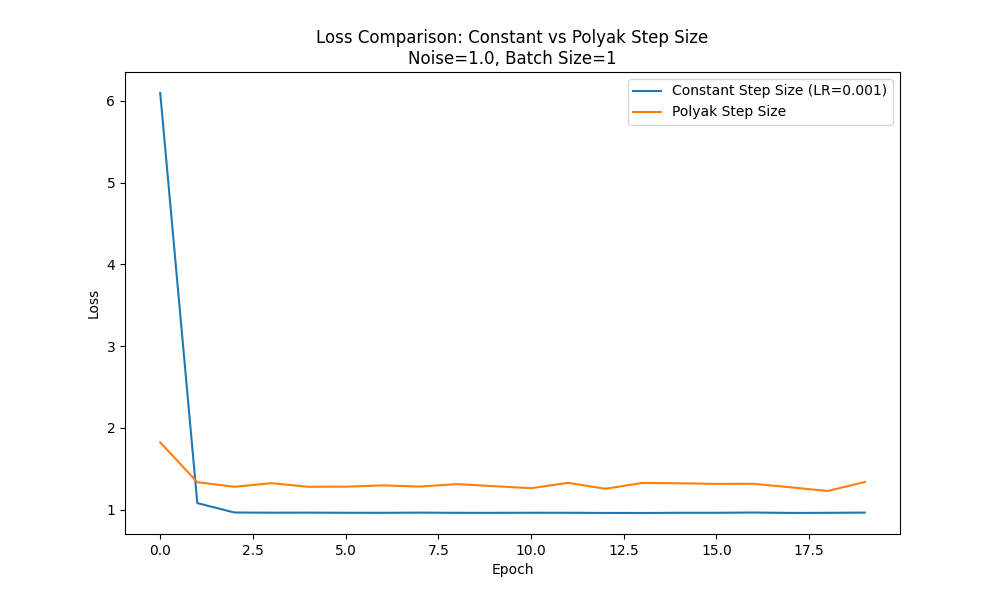 Loss Comparison: Constant vs Polyak Step Size
Noise=1.0, Batch Size=1
Constant Step Size (LR=0.001)
Polyak Step Size
6
5
4
3
2
1
Loss
0.0 2.5 5.0 7.5 10.0 12.5 15.0 17.5
Epoch